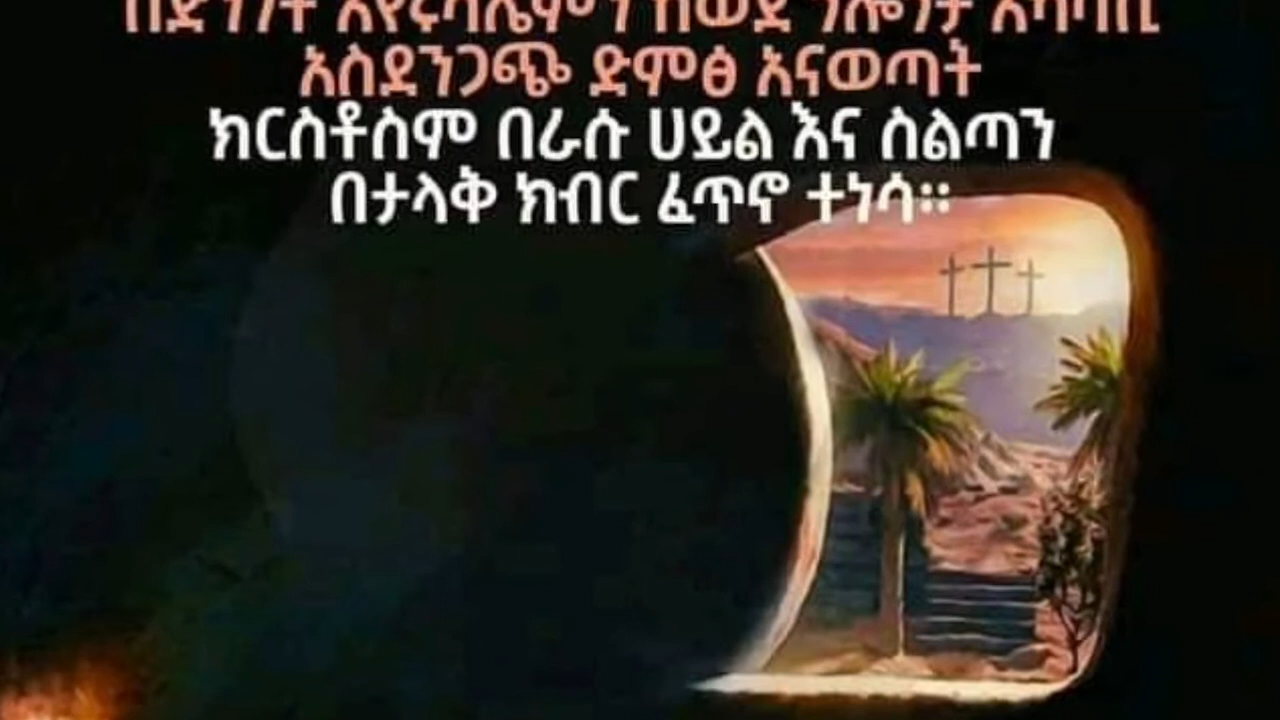 አስደንጋጭ ድምፅ አናወጣት
ክርስቶስም በራሱ ሀይል እና ስልጣን
በታላቅ ክብር ፈጥኖ ተነሳ።